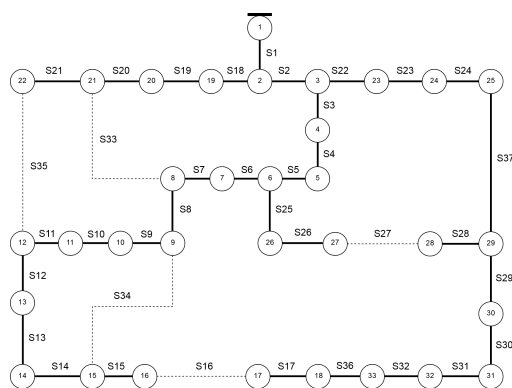 1
S1
22 S21 21 S20 20 S19 19 S18 2 S2 3 S22 23 S23 24 S24 25
S3
S33 4
S35 S4 S37
8 S7 7 S6 6 S5 5
S8 S25
12 S11 11 S10 10 S9 9 26 S26 27 S27 28 S28 29
S12 S29
S34
13 30
S13 S30
14 S14 15 S15 16 S16 17 S17 18 S36 33 S32 32 S31 31